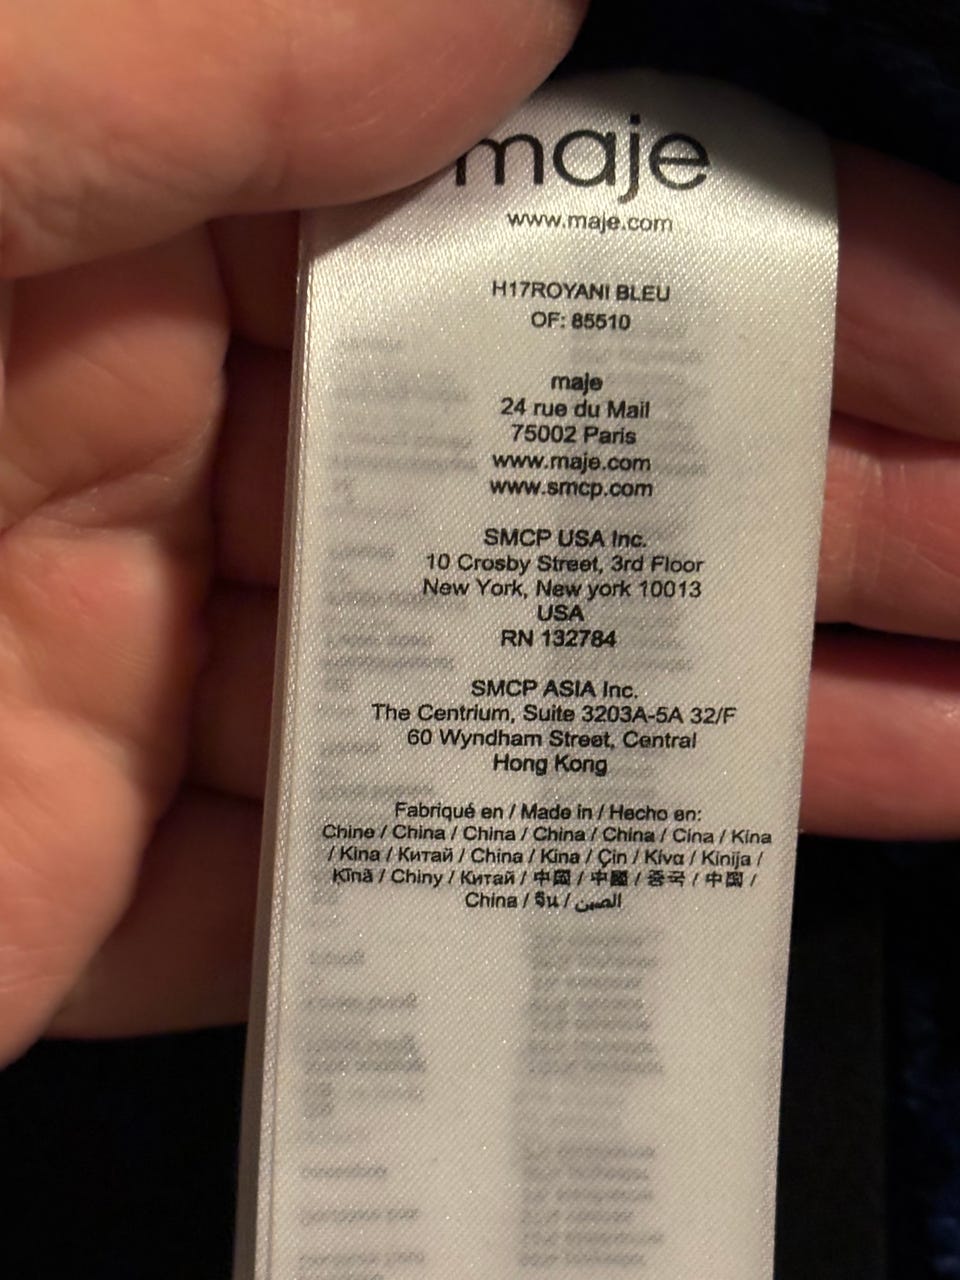 maje
www.maje.com
H17ROYANI BLEU
OF: 85510
maje
24 rue du Mail
75002 Paris
www.maje.com
www.smcp.com
SMCP USA Inc.
10 Crosby Street, 3rd Floor
New York, New york 10013
USA
RN 132784
SMCP ASIA Inc.
The Centrium, Suite 3203A-5A 32/F
60 Wyndham Street, Central
Hong Kong
Fabriqué en / Made in / Hecho en:
Chine / China / China / China / China / Cina / Kina
/ Kina / Китай / China / Kina / Çin / Κίνα / Kinija /
Ķīnā / Chiny / Китай / 中国 / 中國 / 중국 / 中国 /
China / จีน / الصين